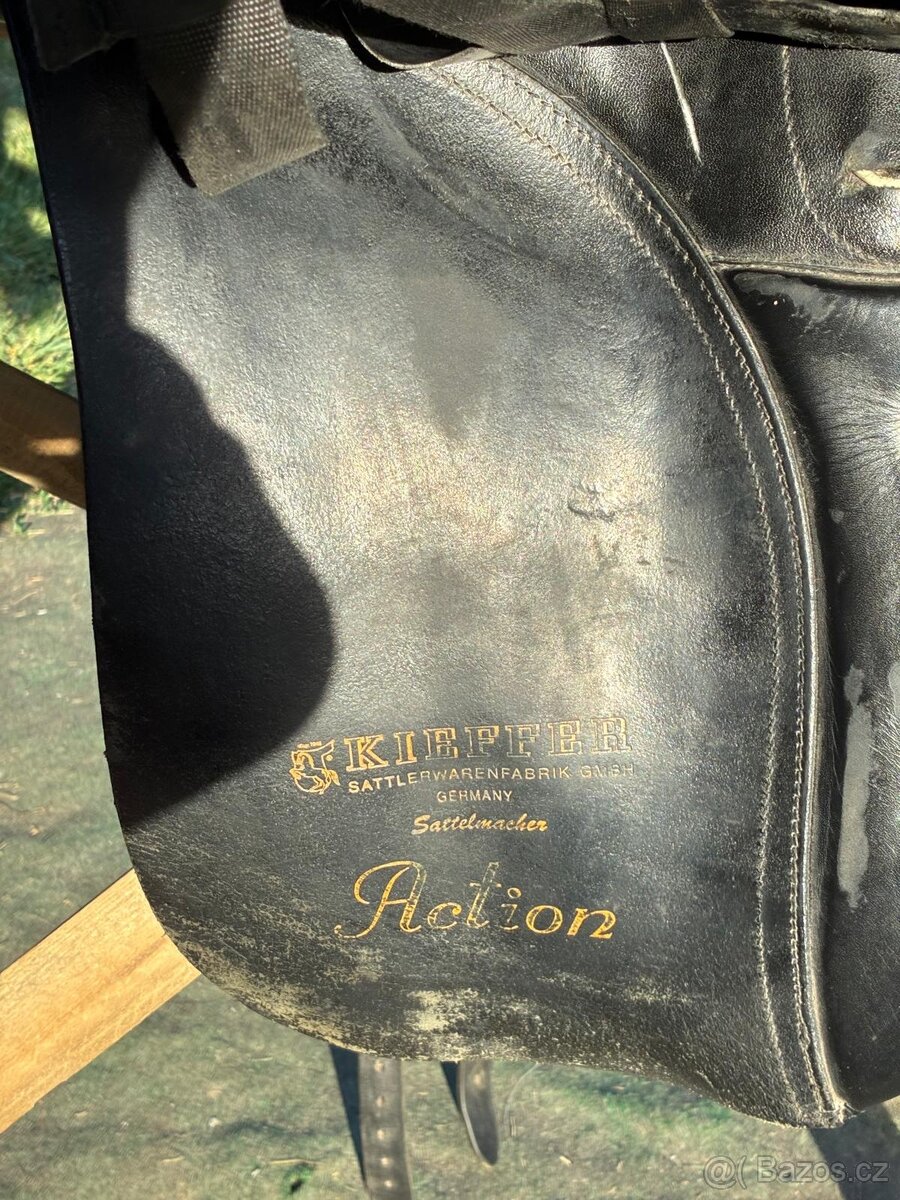 KIEFFER
SATTLERWARENFABRIK GMBH
GERMANY
Sattelmacher
Action
@( Bazos.cz